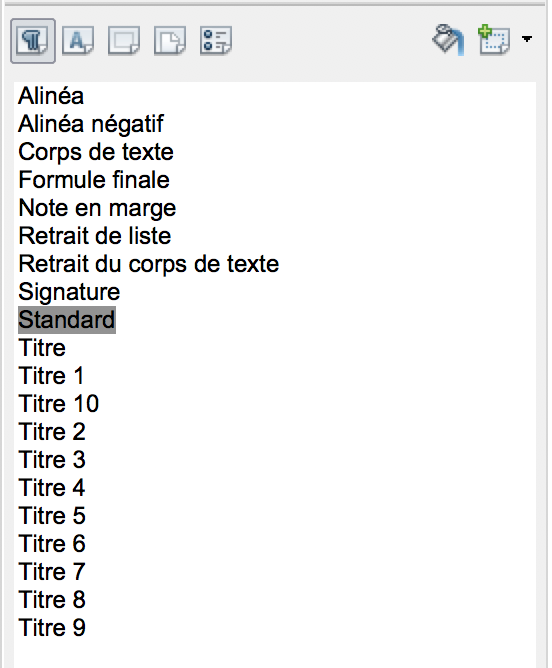 Alinéa
Alinéa négatif
Corps de texte
Formule finale
Note en marge
Retrait de liste
Retrait du corps de texte
Signature
Standard
Titre
Titre 1
Titre 10
Titre 2
Titre 3
Titre 4
Titre 5
Titre 6
Titre 7
Titre 8
Titre 9